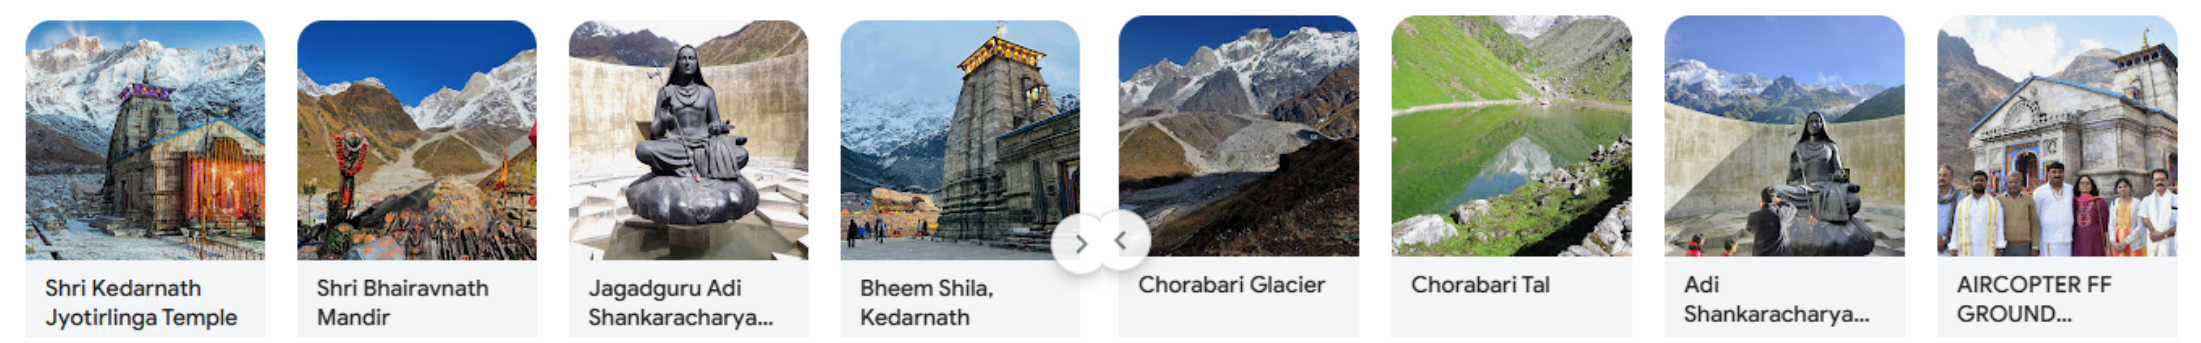 Shri Kedarnath
Jyotirlinga Temple
Shri Bhairavnath
Mandir
Jagadguru Adi
Shankaracharya...
Bheem Shila,
Kedarnath
Chorabari Glacier
Chorabari Tal
Adi
Shankaracharya...
AIRCOPTER FF
GROUND...